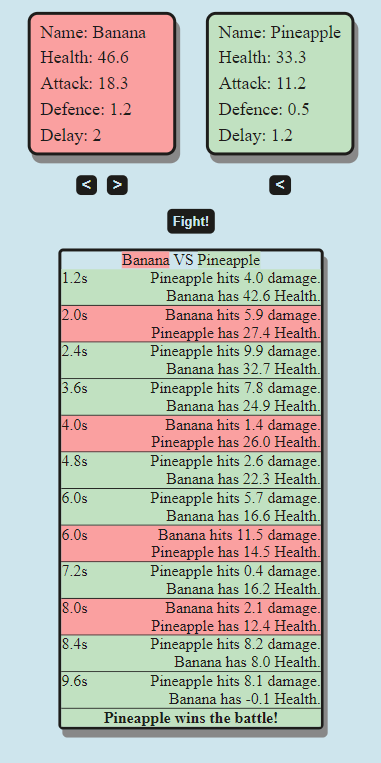 Name: Banana
Health: 46.6
Attack: 18.3
Defence: 1.2
Delay: 2
Name: Pineapple
Health: 33.3
Attack: 11.2
Defence: 0.5
Delay: 1.2
< >
<
Fight!
Banana VS Pineapple
1.2s Pineapple hits 4.0 damage.
Banana has 42.6 Health.
2.0s Banana hits 5.9 damage.
Pineapple has 27.4 Health.
2.4s Pineapple hits 9.9 damage.
Banana has 32.7 Health.
3.6s Pineapple hits 7.8 damage.
Banana has 24.9 Health.
4.0s Banana hits 1.4 damage.
Pineapple has 26.0 Health.
4.8s Pineapple hits 2.6 damage.
Banana has 22.3 Health.
6.0s Pineapple hits 5.7 damage.
Banana has 16.6 Health.
6.0s Banana hits 11.5 damage.
Pineapple has 14.5 Health.
7.2s Pineapple hits 0.4 damage.
Banana has 16.2 Health.
8.0s Banana hits 2.1 damage.
Pineapple has 12.4 Health.
8.4s Pineapple hits 8.2 damage.
Banana has 8.0 Health.
9.6s Pineapple hits 8.1 damage.
Banana has -0.1 Health.
Pineapple wins the battle!